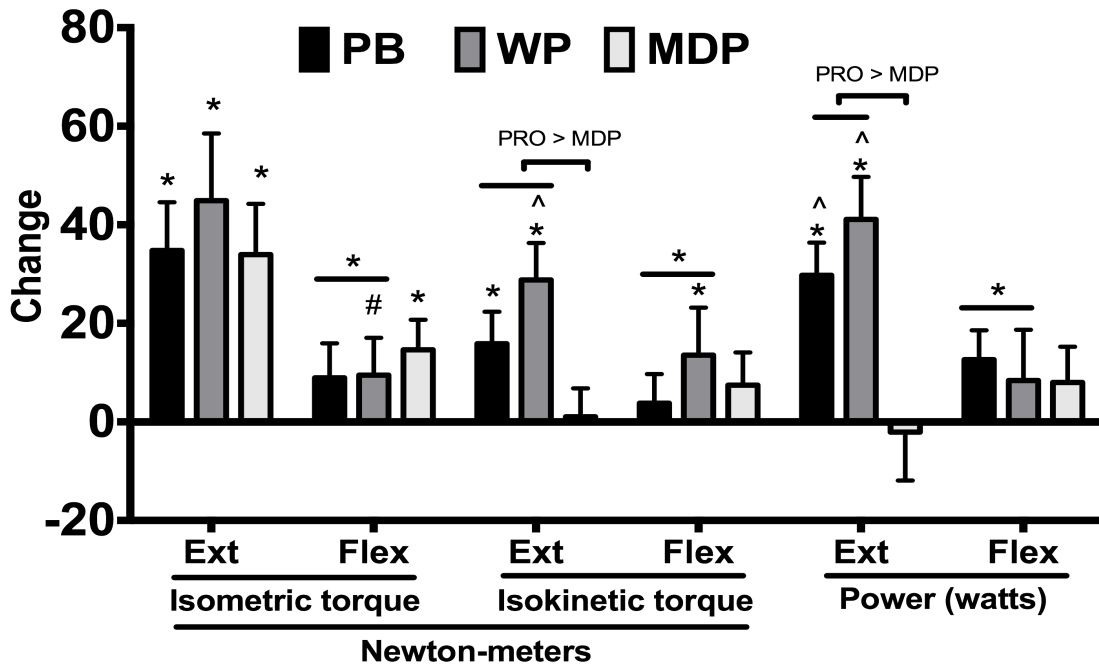 80
PB WP MDP
PRO > MDP
* ^
60
* PRO > MDP *
* * ^ ^
40
* * *
* # * * * *
20
Change
0
-20
Ext Flex Ext Flex Ext Flex
Isometric torque Isokinetic torque Power (watts)
Newton-meters